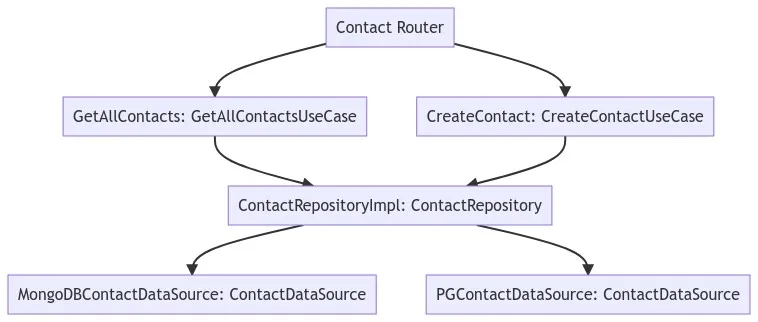 Contact Router
GetAllContacts: GetAllContactsUseCase
CreateContact: CreateContactUseCase
ContactRepositoryImpl: ContactRepository
MongoDBContactDataSource: ContactDataSource
PGContactDataSource: ContactDataSource